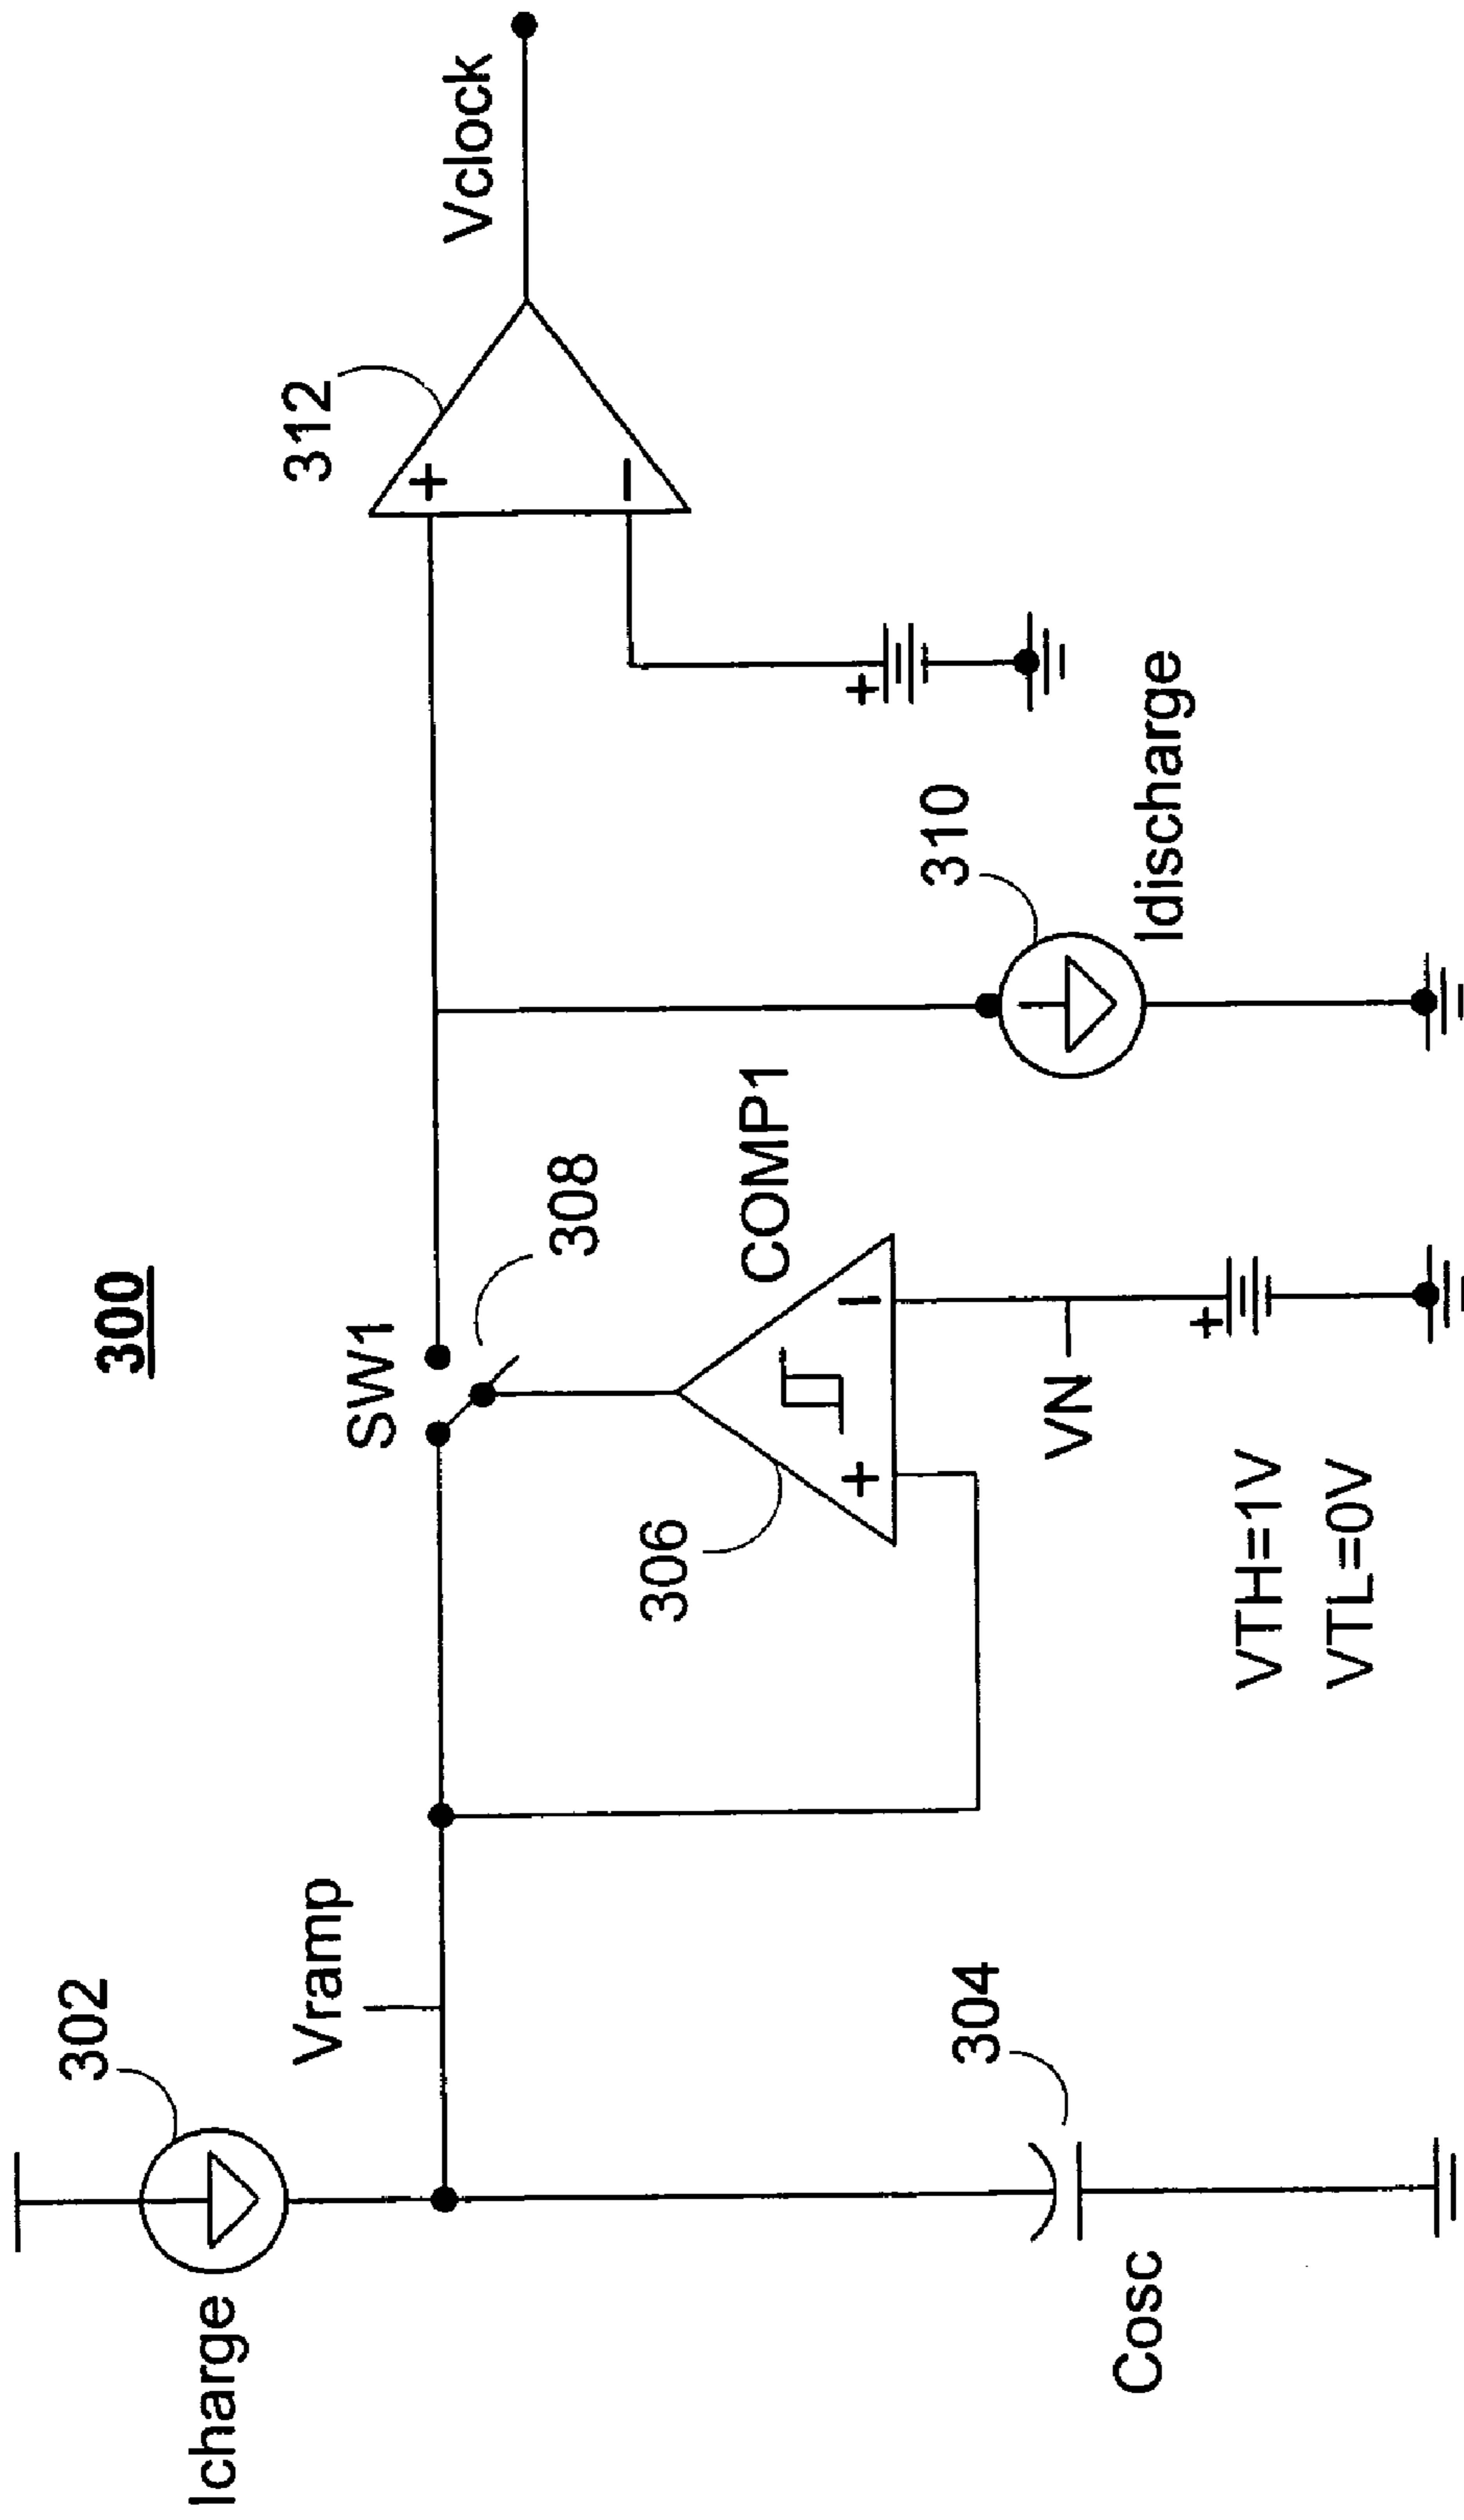 300
302
Icharge
Vramp
304
Cosc
SW1
308
306
COMP1
+
−
VN
+
VTH=1V
VTL=0V
310
Idischarge
312
+
−
+
Vclock